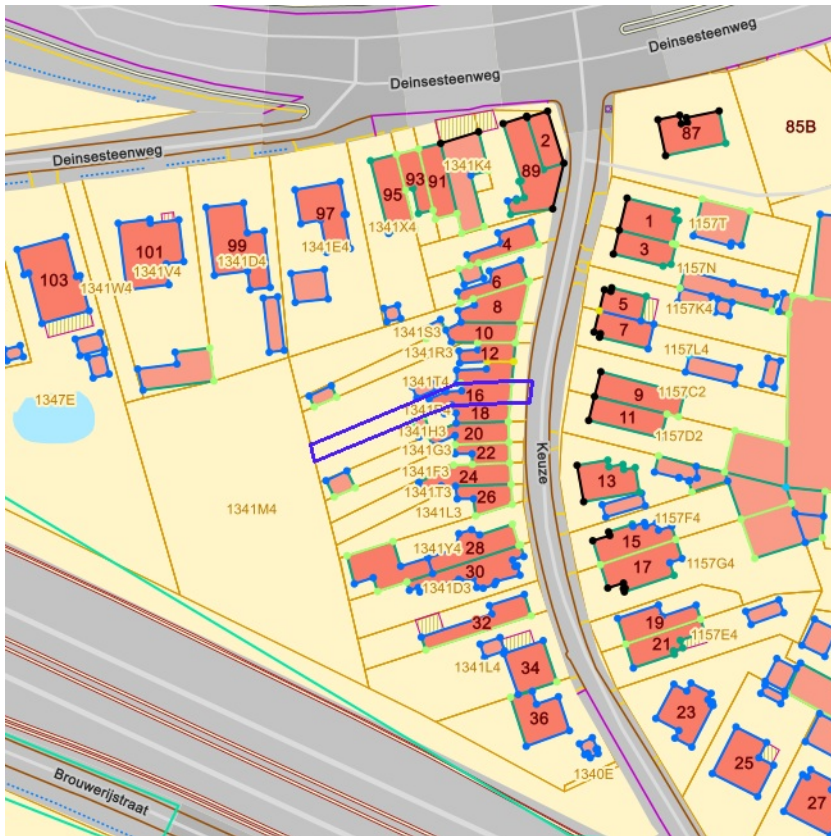 Deinsesteenweg
Deinsesteenweg
Deinsesteenweg
87
85B
2
89
1341K4
93
91
95
97
1341X4
1341E4
99
1341D4
101
1341V4
103
1341W4
1
1157T
3
4
1157N
6
5
1157K4
8
7
1341S3
10
1341R3
12
1157L4
1341T4
16
9
1157C2
1347E
18
11
1341H3
20
1157D2
1341G3
22
Keuze
1341F3
24
13
1341T3
26
1341L3
1341M4
1157F4
15
1341Y4
28
17
1157G4
1341D3
30
32
19
1157E4
21
1341L4
34
36
23
25
1340E
Brouwerijstraat
27